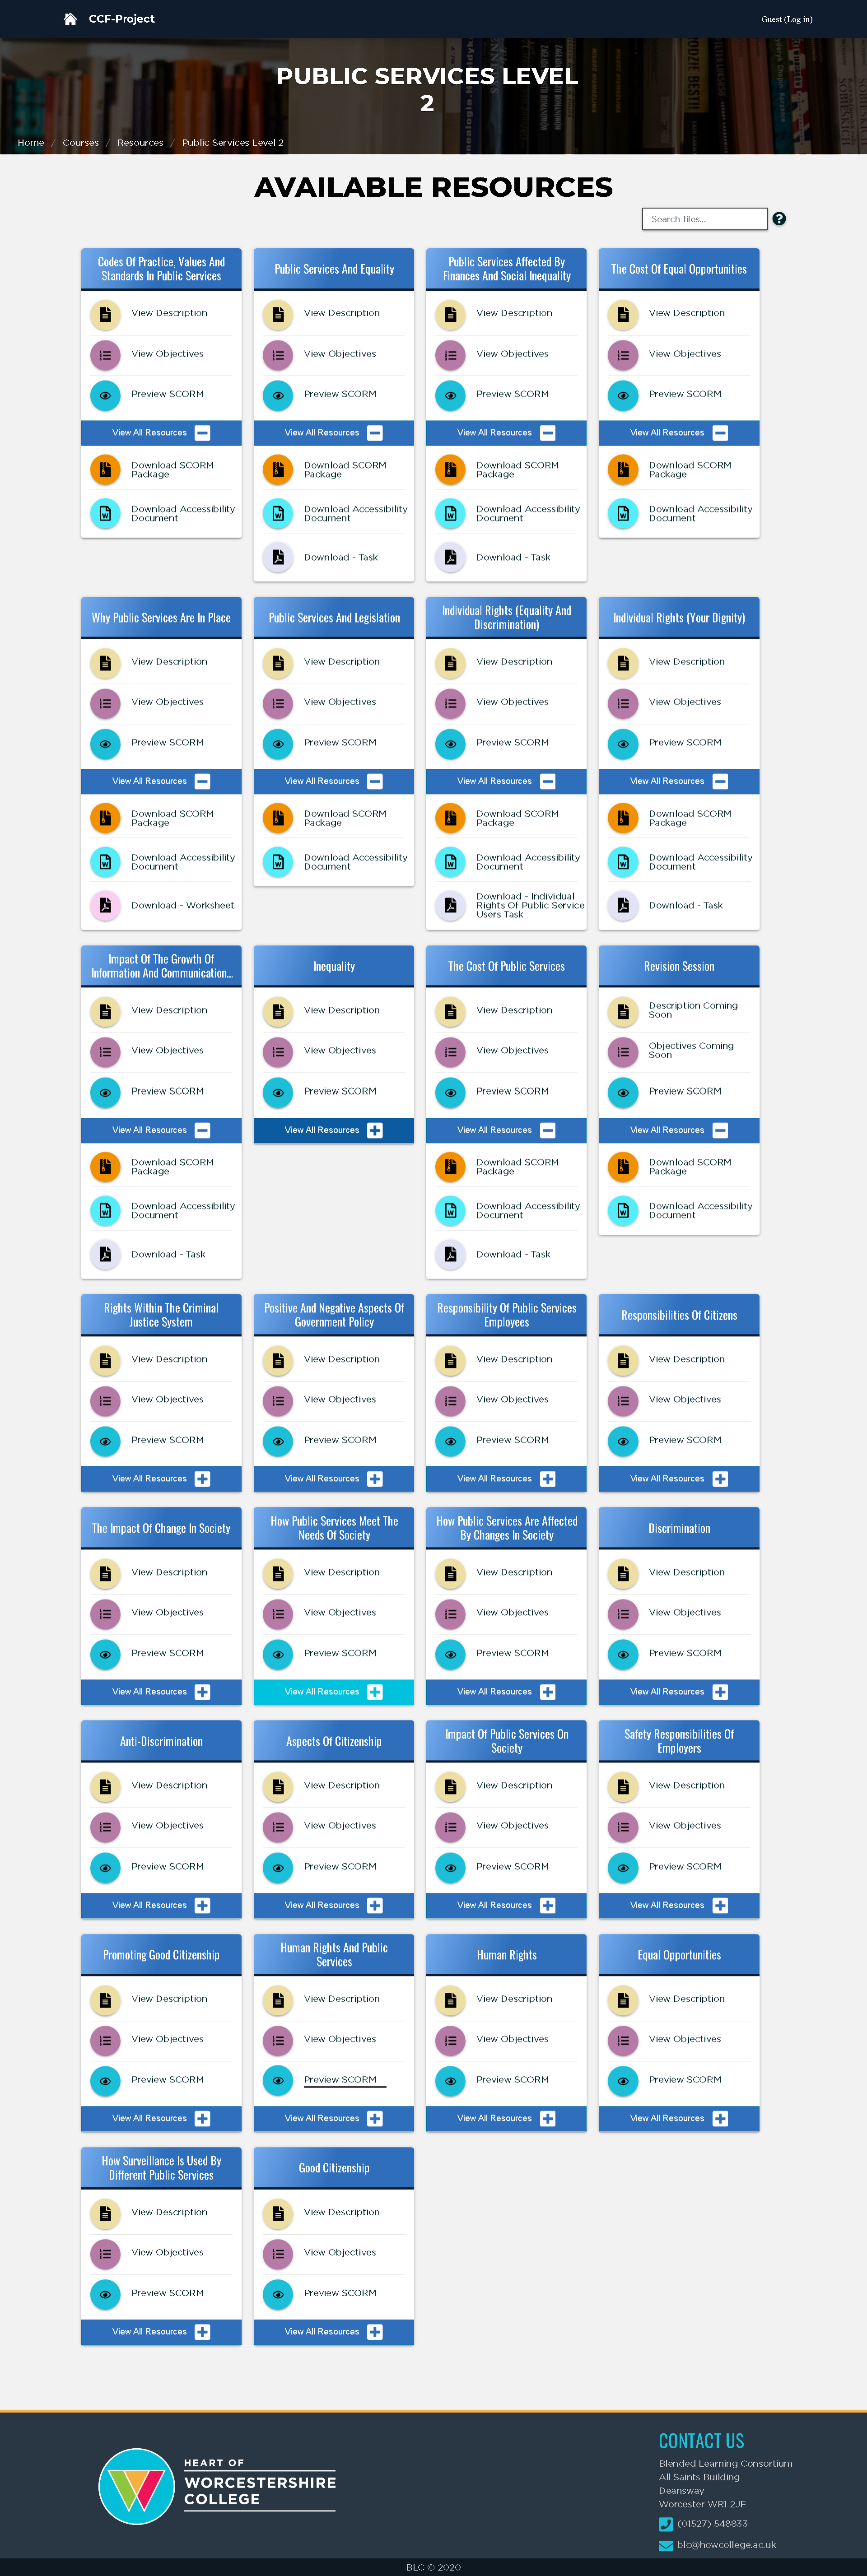 CCF-Project
Guest (Log in)
PUBLIC SERVICES LEVEL
2
Home / Courses / Resources / Public Services Level 2
AVAILABLE RESOURCES
Search files...
Codes Of Practice, Values And
Standards In Public Services
View Description
View Objectives
Preview SCORM
View All Resources
Download SCORM
Package
Download Accessibility
Document
Public Services And Equality
View Description
View Objectives
Preview SCORM
View All Resources
Download SCORM
Package
Download Accessibility
Document
Download - Task
Public Services Affected By
Finances And Social Inequality
View Description
View Objectives
Preview SCORM
View All Resources
Download SCORM
Package
Download Accessibility
Document
Download - Task
The Cost Of Equal Opportunities
View Description
View Objectives
Preview SCORM
View All Resources
Download SCORM
Package
Download Accessibility
Document
Why Public Services Are In Place
View Description
View Objectives
Preview SCORM
View All Resources
Download SCORM
Package
Download Accessibility
Document
Download - Worksheet
Public Services And Legislation
View Description
View Objectives
Preview SCORM
View All Resources
Download SCORM
Package
Download Accessibility
Document
Individual Rights (Equality And
Discrimination)
View Description
View Objectives
Preview SCORM
View All Resources
Download SCORM
Package
Download Accessibility
Document
Download - Individual
Rights Of Public Service
Users Task
Individual Rights (Your Dignity)
View Description
View Objectives
Preview SCORM
View All Resources
Download SCORM
Package
Download Accessibility
Document
Download - Task
Impact Of The Growth Of
Information And Communication...
View Description
View Objectives
Preview SCORM
View All Resources
Download SCORM
Package
Download Accessibility
Document
Download - Task
Inequality
View Description
View Objectives
Preview SCORM
View All Resources
The Cost Of Public Services
View Description
View Objectives
Preview SCORM
View All Resources
Download SCORM
Package
Download Accessibility
Document
Download - Task
Revision Session
Description Coming
Soon
Objectives Coming
Soon
Preview SCORM
View All Resources
Download SCORM
Package
Download Accessibility
Document
Rights Within The Criminal
Justice System
View Description
View Objectives
Preview SCORM
View All Resources
Positive And Negative Aspects Of
Government Policy
View Description
View Objectives
Preview SCORM
View All Resources
Responsibility Of Public Services
Employees
View Description
View Objectives
Preview SCORM
View All Resources
Responsibilities Of Citizens
View Description
View Objectives
Preview SCORM
View All Resources
The Impact Of Change In Society
View Description
View Objectives
Preview SCORM
View All Resources
How Public Services Meet The
Needs Of Society
View Description
View Objectives
Preview SCORM
View All Resources
How Public Services Are Affected
By Changes In Society
View Description
View Objectives
Preview SCORM
View All Resources
Discrimination
View Description
View Objectives
Preview SCORM
View All Resources
Anti-Discrimination
View Description
View Objectives
Preview SCORM
View All Resources
Aspects Of Citizenship
View Description
View Objectives
Preview SCORM
View All Resources
Impact Of Public Services On
Society
View Description
View Objectives
Preview SCORM
View All Resources
Safety Responsibilities Of
Employers
View Description
View Objectives
Preview SCORM
View All Resources
Promoting Good Citizenship
View Description
View Objectives
Preview SCORM
View All Resources
Human Rights And Public
Services
View Description
View Objectives
Preview SCORM
View All Resources
Human Rights
View Description
View Objectives
Preview SCORM
View All Resources
Equal Opportunities
View Description
View Objectives
Preview SCORM
View All Resources
How Surveillance Is Used By
Different Public Services
View Description
View Objectives
Preview SCORM
View All Resources
Good Citizenship
View Description
View Objectives
Preview SCORM
View All Resources
HEART OF
WORCESTERSHIRE
COLLEGE
CONTACT US
Blended Learning Consortium
All Saints Building
Deansway
Worcester WR1 2JF
(01527) 548833
blc@howcollege.ac.uk
BLC © 2020